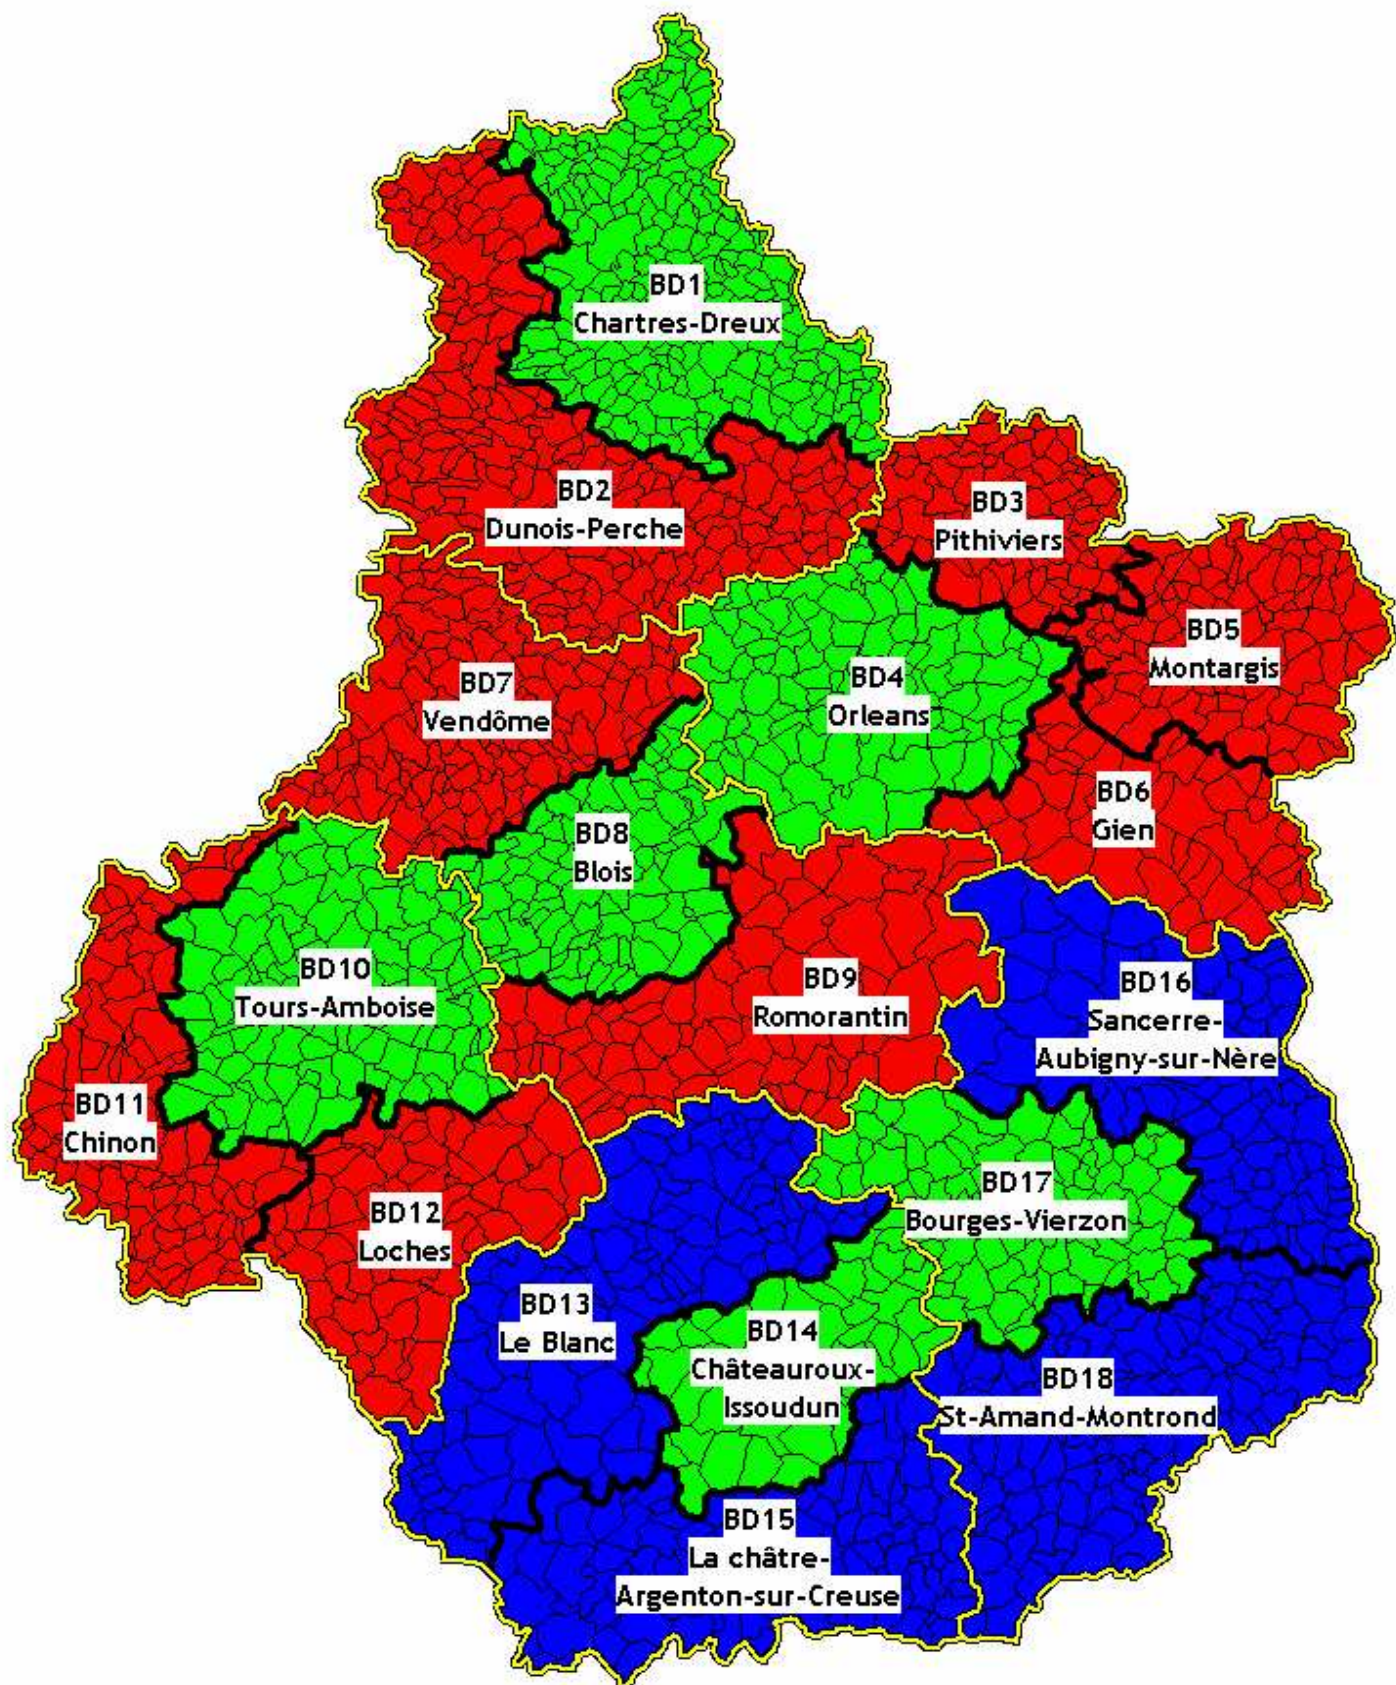 BD1
Chartres-Dreux
BD2
Dunois-Perche
BD3
Pithiviers
BD5
Montargis
BD4
Orleans
BD7
Vendôme
BD6
Gien
BD8
Blois
BD10
Tours-Amboise
BD9
Romorantin
BD16
Sancerre-
Aubigny-sur-Nère
BD11
Chinon
BD17
Bourges-Vierzon
BD12
Loches
BD13
Le Blanc
BD14
Châteauroux-
Issoudun
BD18
St-Amand-Montrond
BD15
La châtre-
Argenton-sur-Creuse